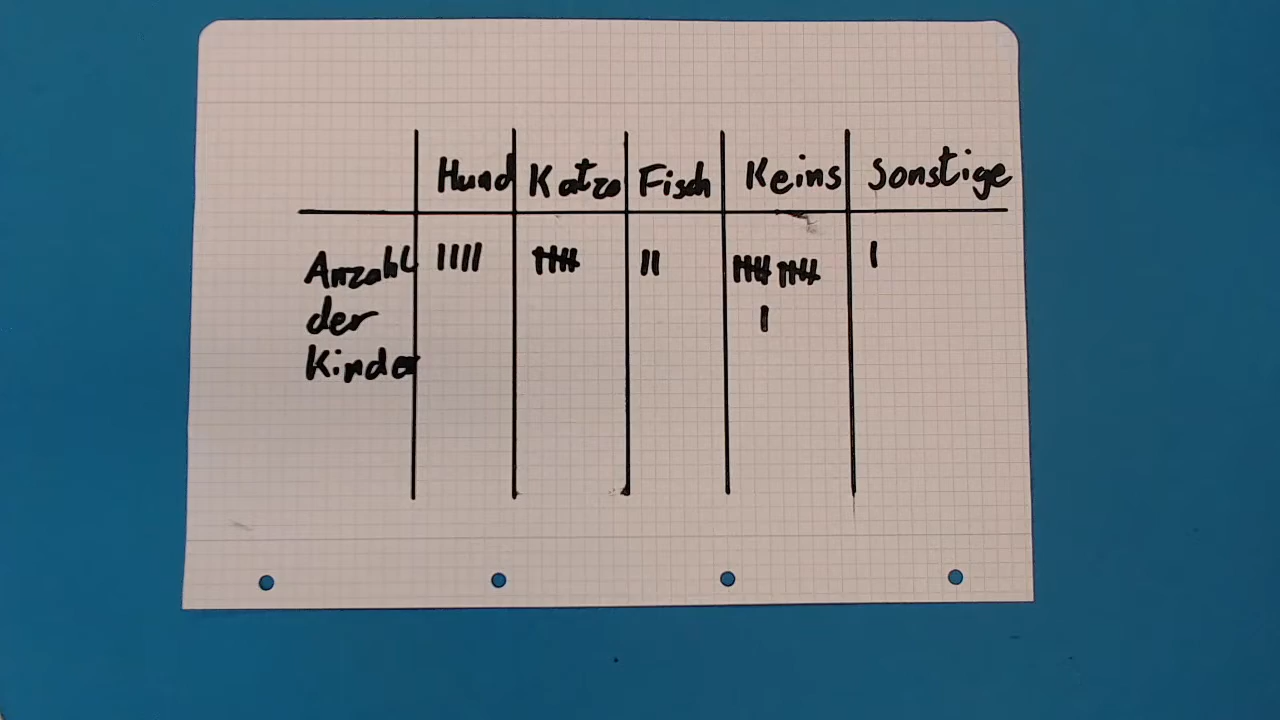 Hund Katze Fisch Keins Sonstige
Anzahl |||| 𝍸 || 𝍸 𝍸 |
der |
Kinder